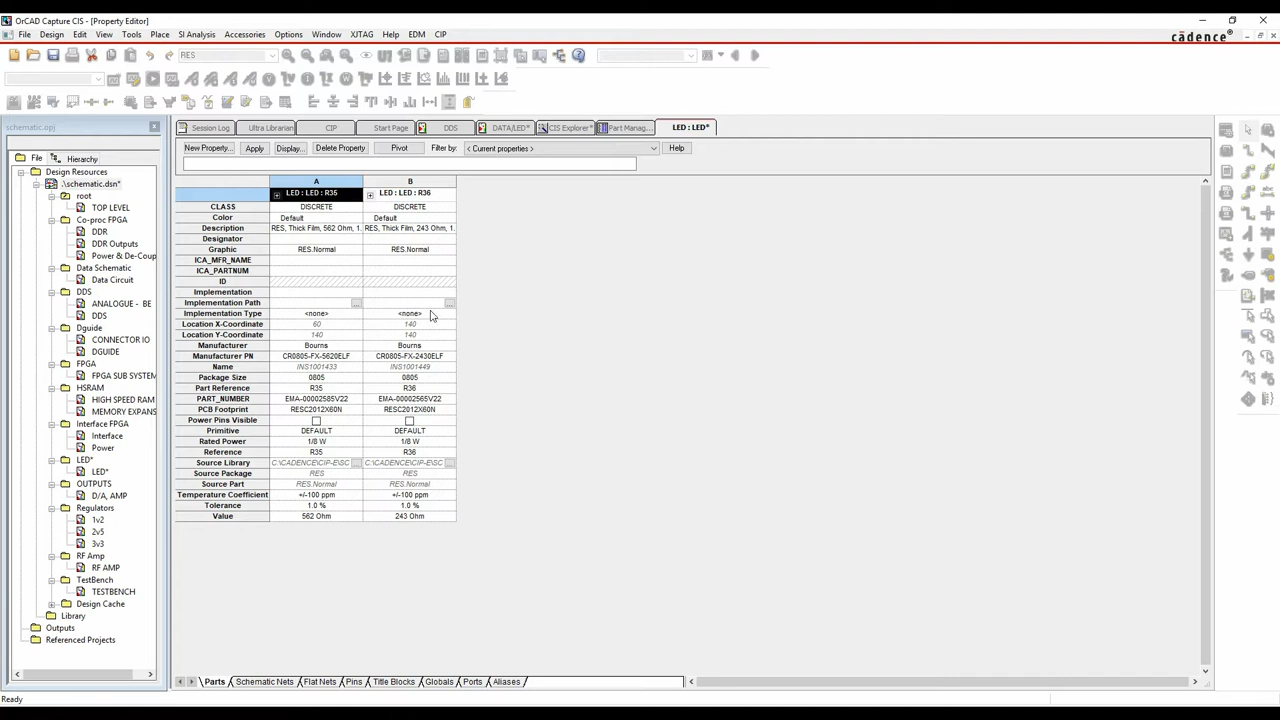 OrCAD Capture CIS - [Property Editor]
File Design Edit View Tools Place SI Analysis Accessories Options Window XJTAG Help EDM CIP
cādence®
RES
schematic.opj
Session Log Ultra Librarian CIP Start Page DDS DATA/LED* CIS Explorer* Part Manag... LED : LED*
File Hierarchy
New Property... Apply Display... Delete Property Pivot Filter by: < Current properties > Help
Design Resources
.\schematic.dsn*
root
TOP LEVEL
Co-proc FPGA
DDR
DDR Outputs
Power & De-Coup
Data Schematic
Data Circuit
DDS
ANALOGUE - BE
DDS
Dguide
CONNECTOR IO
DGUIDE
FPGA
FPGA SUB SYSTEM
HSRAM
HIGH SPEED RAM
MEMORY EXPANS
Interface FPGA
Interface
Power
LED*
LED*
OUTPUTS
D/A, AMP
Regulators
1v2
2v5
3v3
RF Amp
RF AMP
TestBench
TESTBENCH
Design Cache
Library
Outputs
Referenced Projects
A B
LED : LED : R35 LED : LED : R36
CLASS DISCRETE DISCRETE
Color Default Default
Description RES, Thick Film, 562 Ohm, 1. RES, Thick Film, 243 Ohm, 1.
Designator
Graphic RES.Normal RES.Normal
ICA_MFR_NAME
ICA_PARTNUM
ID
Implementation
Implementation Path ... ...
Implementation Type <none> <none>
Location X-Coordinate 60 140
Location Y-Coordinate 140 140
Manufacturer Bourns Bourns
Manufacturer PN CR0805-FX-5620ELF CR0805-FX-2430ELF
Name INS1001433 INS1001449
Package Size 0805 0805
Part Reference R35 R36
PART_NUMBER EMA-00002585V22 EMA-00002565V22
PCB Footprint RESC2012X60N RESC2012X60N
Power Pins Visible
Primitive DEFAULT DEFAULT
Rated Power 1/8 W 1/8 W
Reference R35 R36
Source Library C:\CADENCE\CIP-E\SC ... C:\CADENCE\CIP-E\SC ...
Source Package RES RES
Source Part RES.Normal RES.Normal
Temperature Coefficient +/-100 ppm +/-100 ppm
Tolerance 1.0 % 1.0 %
Value 562 Ohm 243 Ohm
Parts Schematic Nets Flat Nets Pins Title Blocks Globals Ports Aliases
Ready